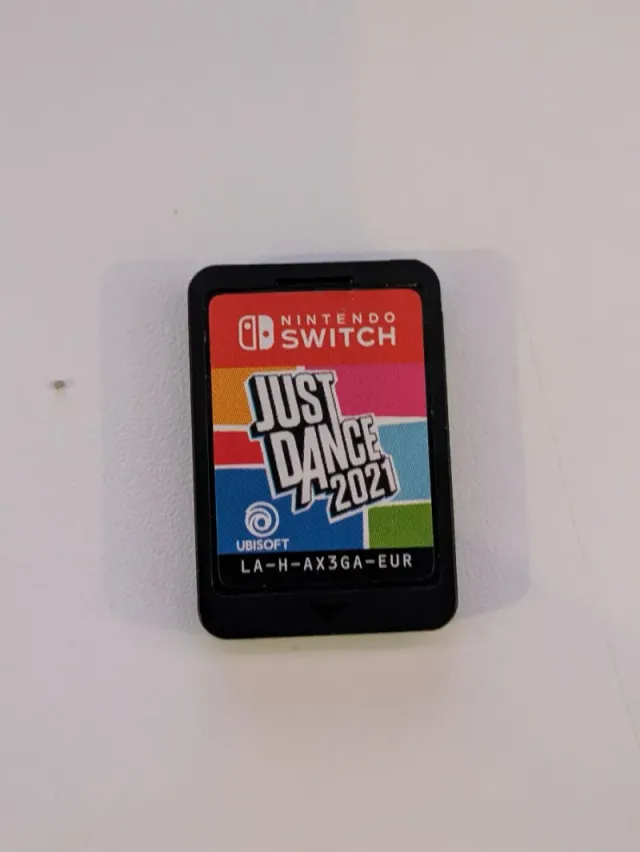 NINTENDO
SWITCH
JUST
DANCE
2021
UBISOFT
LA-H-AX3GA-EUR